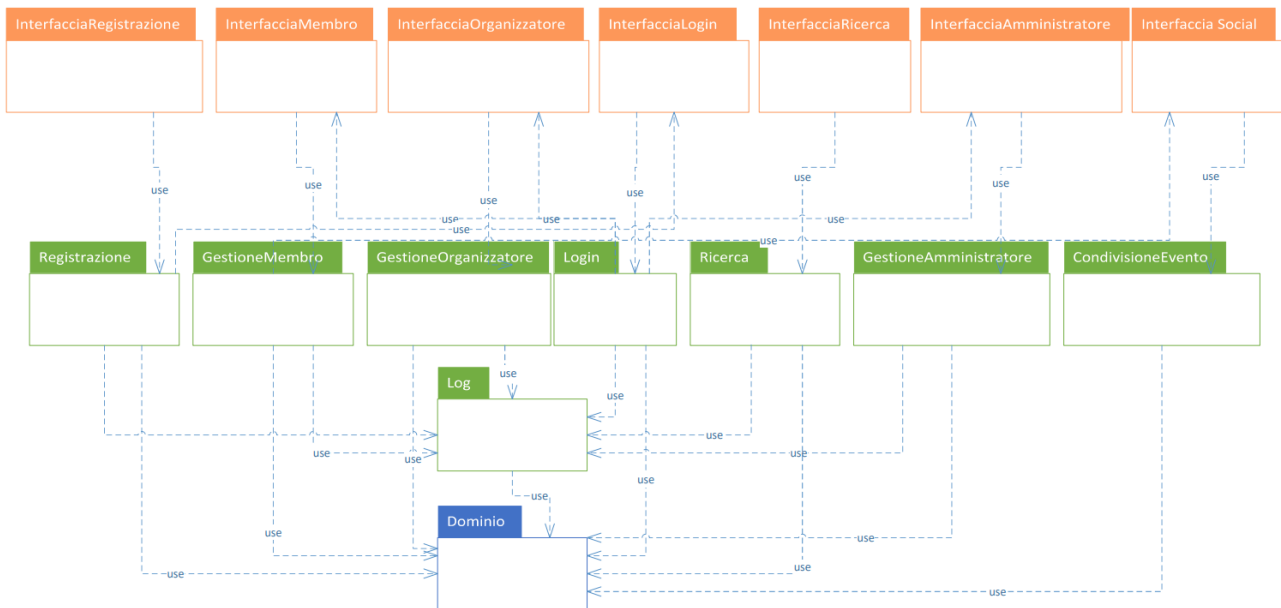 InterfacciaRegistrazione
InterfacciaMembro
InterfacciaOrganizzatore
InterfacciaLogin
InterfacciaRicerca
InterfacciaAmministratore
Interfaccia Social
use
use
use
use
use
use
use
use
use
use
use
use
Registrazione
GestioneMembro
GestioneOrganizzatore
Login
Ricerca
GestioneAmministratore
CondivisioneEvento
use
Log
use
use
use
use
use
use
use
use
Dominio
use
use
use
use
use